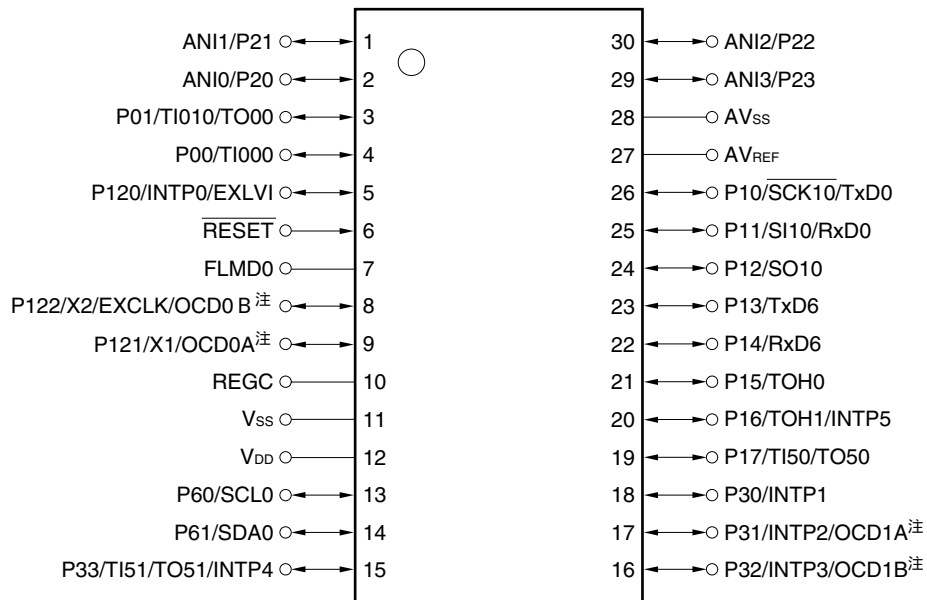 ANI1/P21 1 30 ANI2/P22
ANI0/P20 2 29 ANI3/P23
P01/TI010/TO00 3 28 AVSS
P00/TI000 4 27 AVREF
P120/INTP0/EXLVI 5 26 P10/SCK10/TxD0
RESET 6 25 P11/SI10/RxD0
FLMD0 7 24 P12/SO10
P122/X2/EXCLK/OCD0 B注 8 23 P13/TxD6
P121/X1/OCD0A注 9 22 P14/RxD6
REGC 10 21 P15/TOH0
VSS 11 20 P16/TOH1/INTP5
VDD 12 19 P17/TI50/TO50
P60/SCL0 13 18 P30/INTP1
P61/SDA0 14 17 P31/INTP2/OCD1A注
P33/TI51/TO51/INTP4 15 16 P32/INTP3/OCD1B注